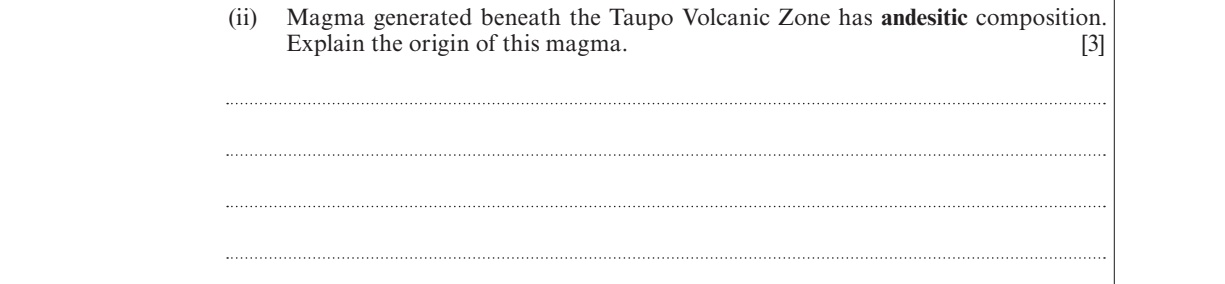 (ii) Magma generated beneath the Taupo Volcanic Zone has andesitic composition.
Explain the origin of this magma. [3]